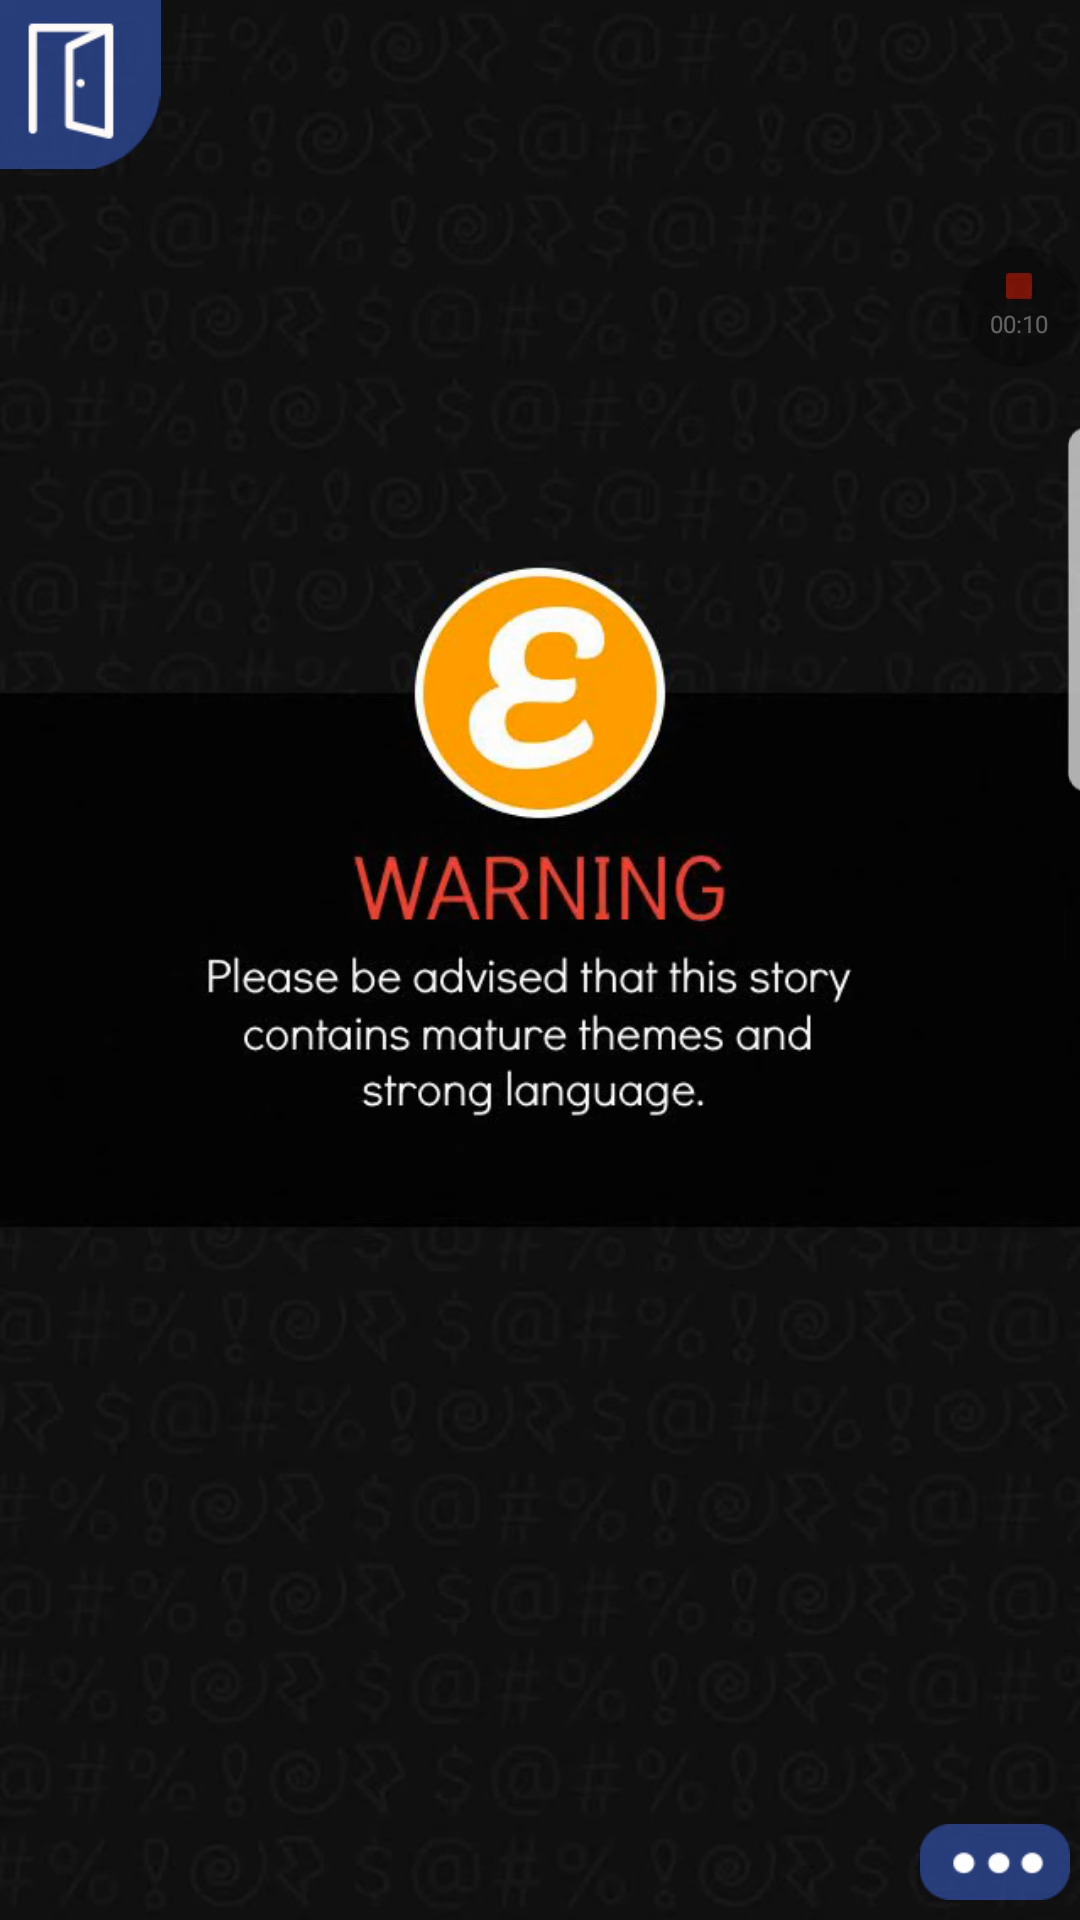 00:10
ε
WARNING
Please be advised that this story
contains mature themes and
strong language.